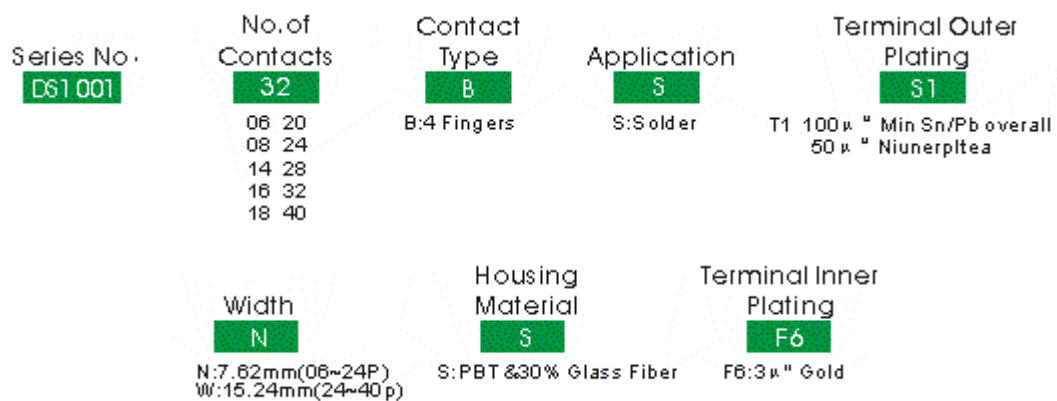 No. of
Contact
Terminal Outer
Series No.
Contacts
Type
Application
Plating
DS1001
32
B
S
S1
06 20
B:4 Fingers
S:Solder
T1 100μ" Min Sn/Pb overall
08 24
50μ" Niunerpltea
14 28
16 32
18 40
Housing
Terminal Inner
Width
Material
Plating
N
S
F6
N:7.62mm(06~24P)
S:PBT &30% Glass Fiber
F6:3μ" Gold
W:15.24mm(24~40p)